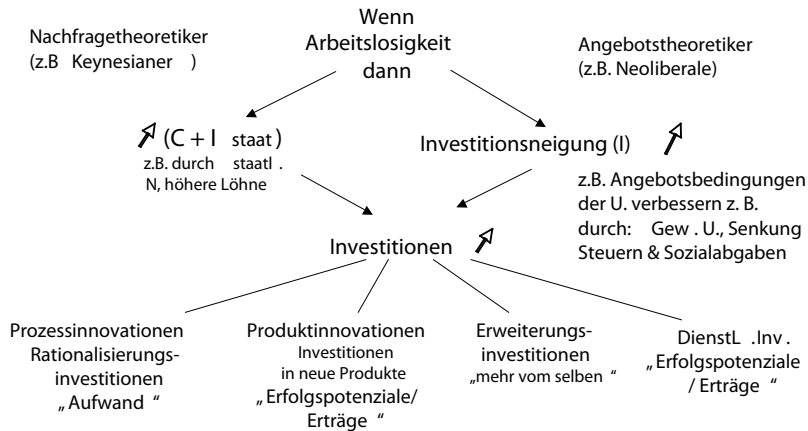 Wenn
Arbeitslosigkeit
dann
Nachfragetheoretiker
(z.B Keynesianer )
Angebotstheoretiker
(z.B. Neoliberale)
(C + I staat )
z.B. durch staatl .
N, höhere Löhne
Investitionsneigung (I)
z.B. Angebotsbedingungen
der U. verbessern z. B.
durch: Gew . U., Senkung
Steuern & Sozialabgaben
Investitionen
Prozessinnovationen
Rationalisierungs-
investitionen
„ Aufwand “
Produktinnovationen
Investitionen
in neue Produkte
„ Erfolgspotenziale/
Erträge “
Erweiterungs-
investitionen
„mehr vom selben “
DienstL .Inv .
„ Erfolgspotenziale
/ Erträge “